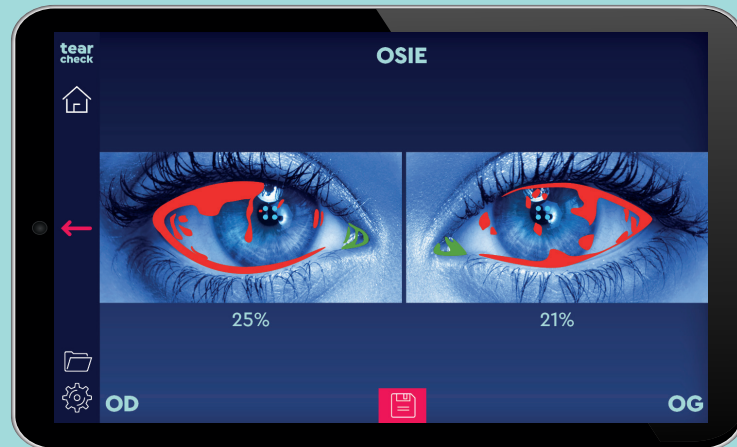 tear
check
OSIE
25%
21%
OD
OG